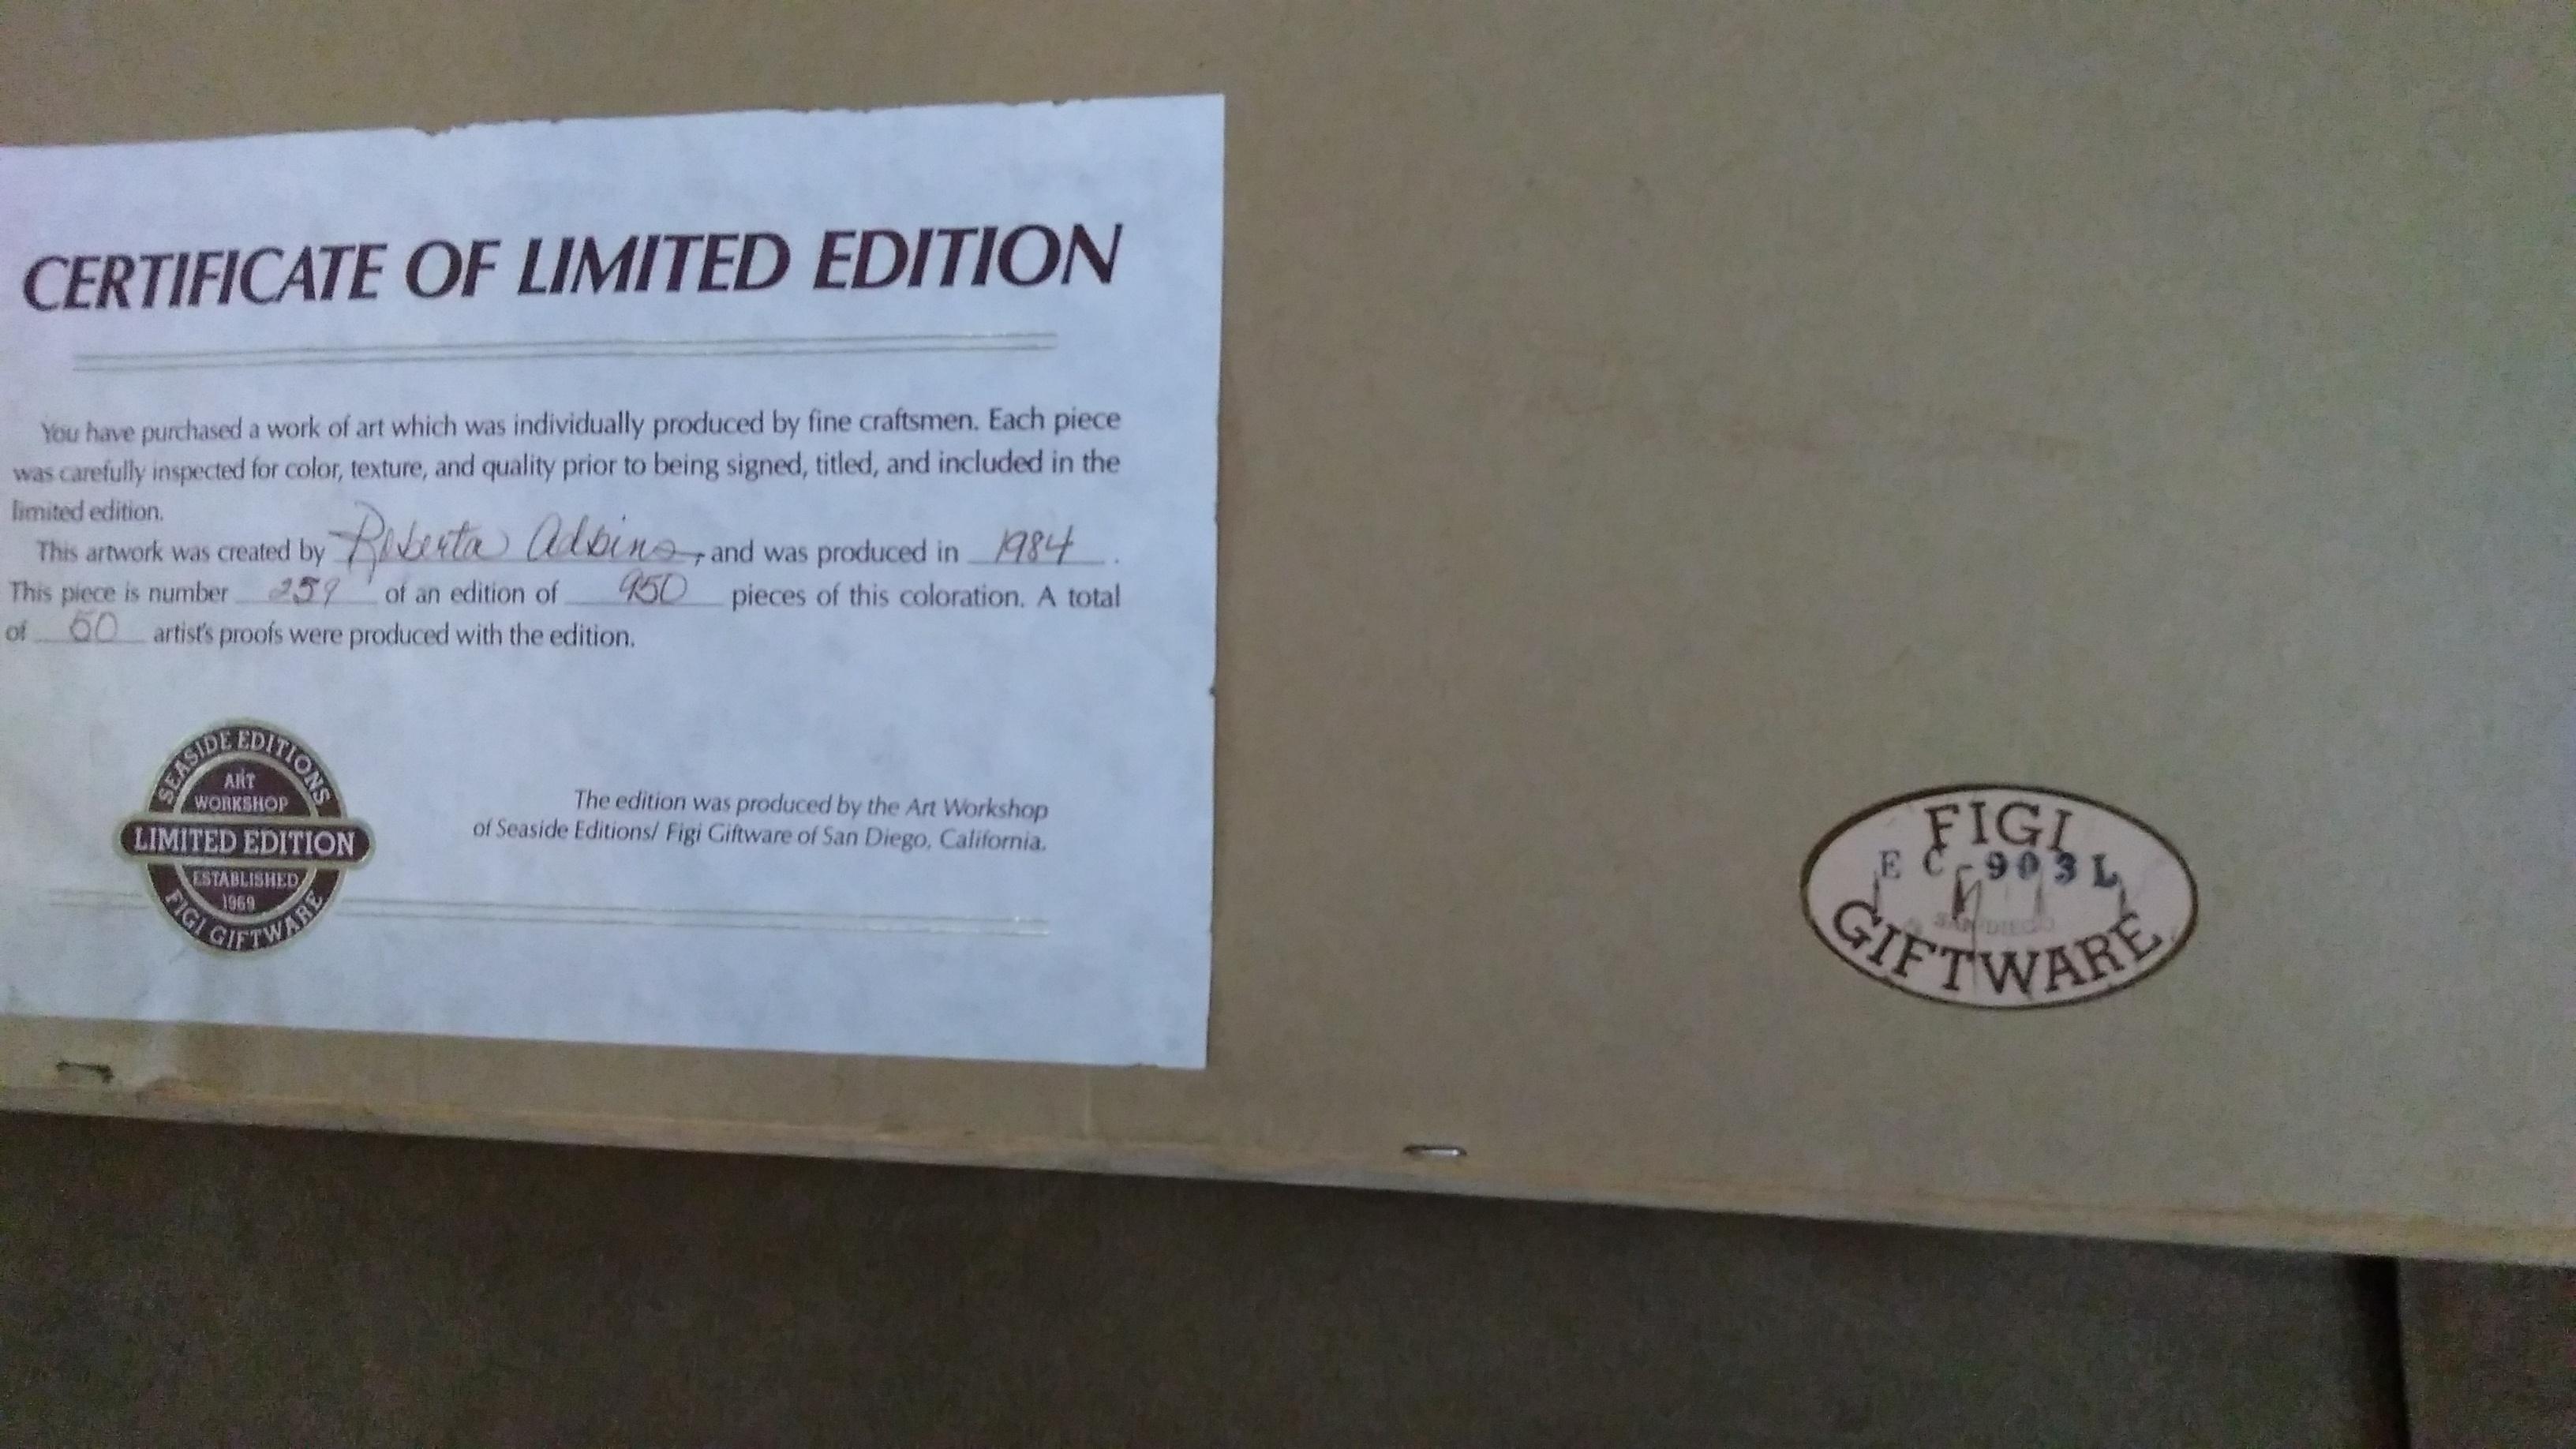 CERTIFICATE OF LIMITED EDITION
You have purchased a work of art which was individually produced by fine craftsmen. Each piece
was carefully inspected for color, texture, and quality prior to being signed, titled, and included in the
limited edition.
This artwork was created by Roberta Adkins, and was produced in 1984.
This piece is number 259 of an edition of 950 pieces of this coloration. A total
of 50 artist's proofs were produced with the edition.
SEASIDE EDITIONS
ART
WORKSHOP
LIMITED EDITION
ESTABLISHED
1969
FIGI GIFTWARE
The edition was produced by the Art Workshop
of Seaside Editions/ Figi Giftware of San Diego, California.
FIGI
EC-903L
SAN DIEGO
GIFTWARE